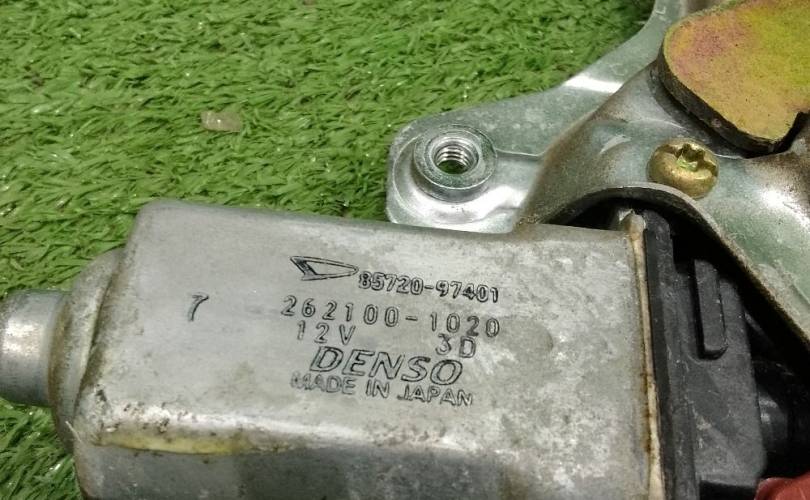 85720-97401
7 262100-1020
12V 3D
DENSO
MADE IN JAPAN